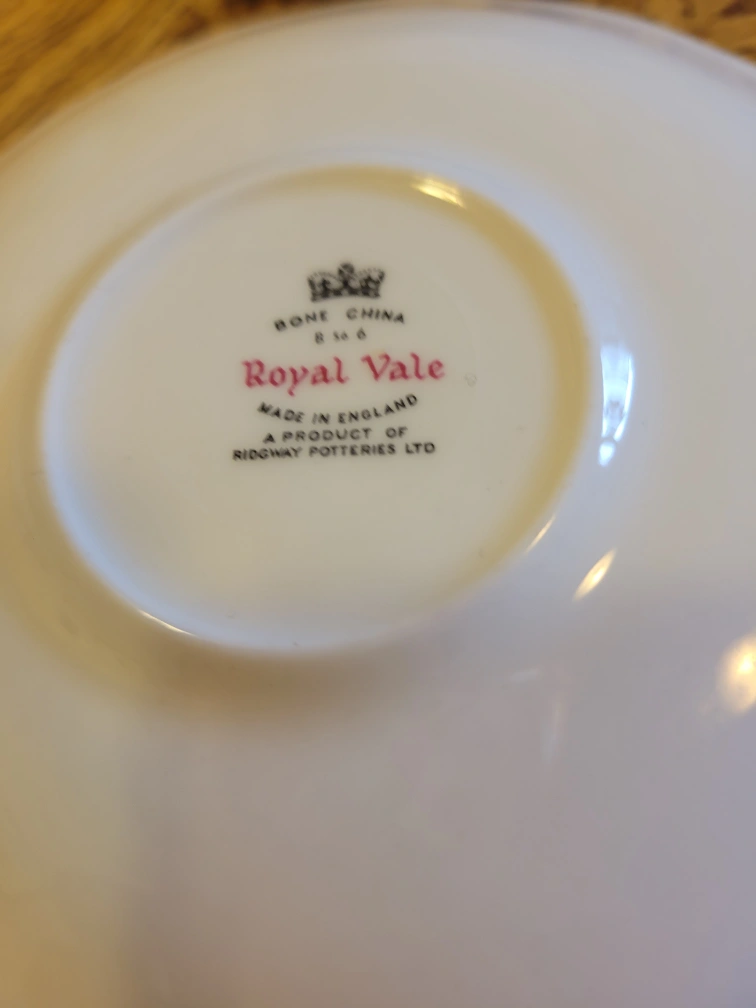 BONE CHINA
Royal Vale
MADE IN ENGLAND
A PRODUCT OF
RIDGWAY POTTERIES LTD